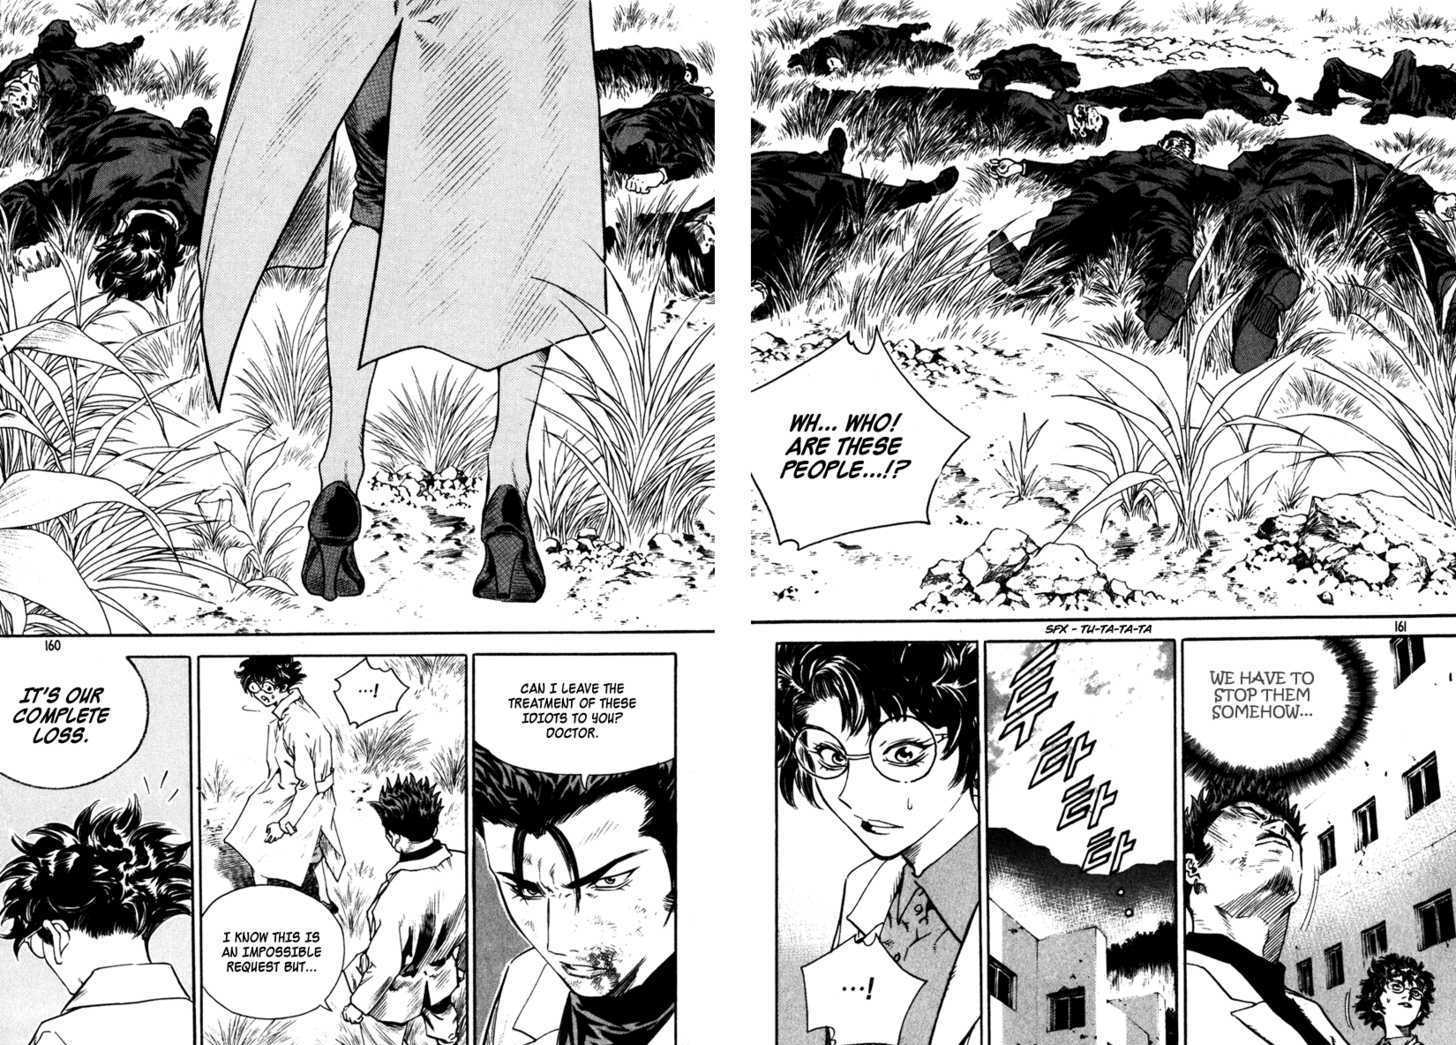 160
IT'S OUR
COMPLETE
LOSS.
...!
I KNOW THIS IS
AN IMPOSSIBLE
REQUEST BUT...
CAN I LEAVE THE
TREATMENT OF THESE
IDIOTS TO YOU?
DOCTOR.
WH... WHO!
ARE THESE
PEOPLE...!?
SFX - TU-TA-TA-TA
161
...!
투
타
타
타
WE HAVE TO
STOP THEM
SOMEHOW...